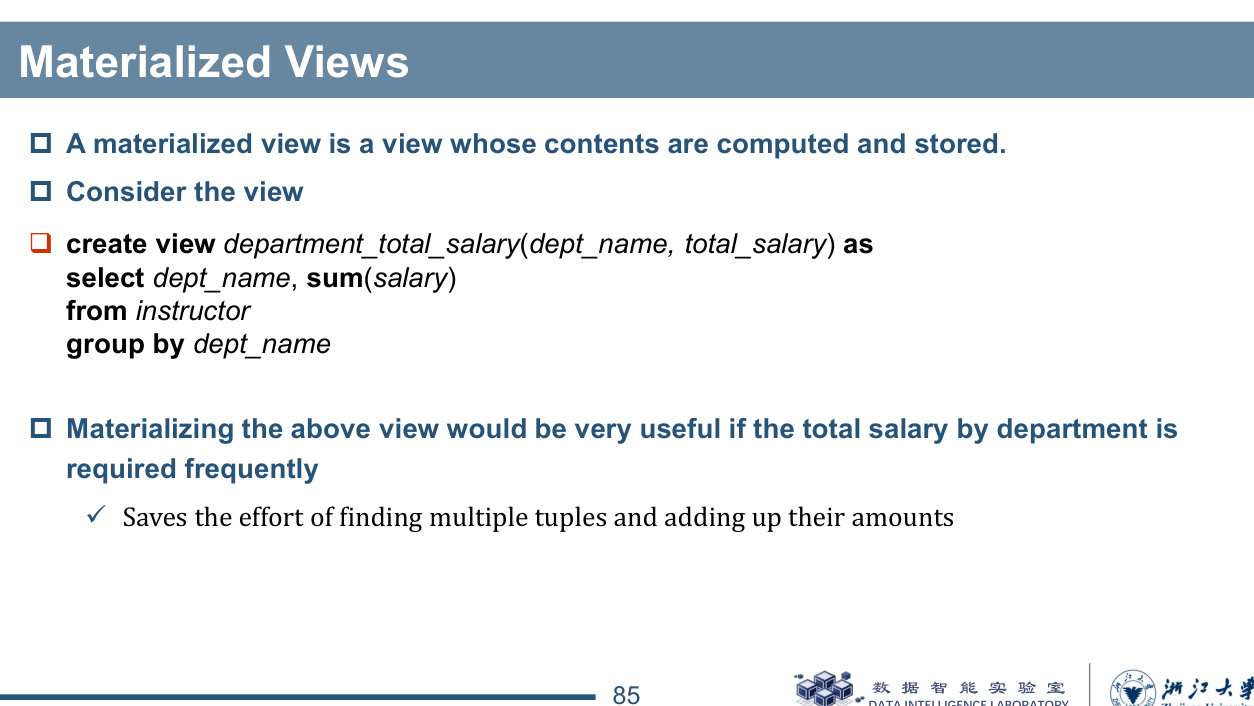 Materialized Views
A materialized view is a view whose contents are computed and stored.
Consider the view
create view department_total_salary(dept_name, total_salary) as
select dept_name, sum(salary)
from instructor
group by dept_name
Materializing the above view would be very useful if the total salary by department is
required frequently
Saves the effort of finding multiple tuples and adding up their amounts
85
数据智能实验室
DATA INTELLIGENCE LABORATORY
浙江大学